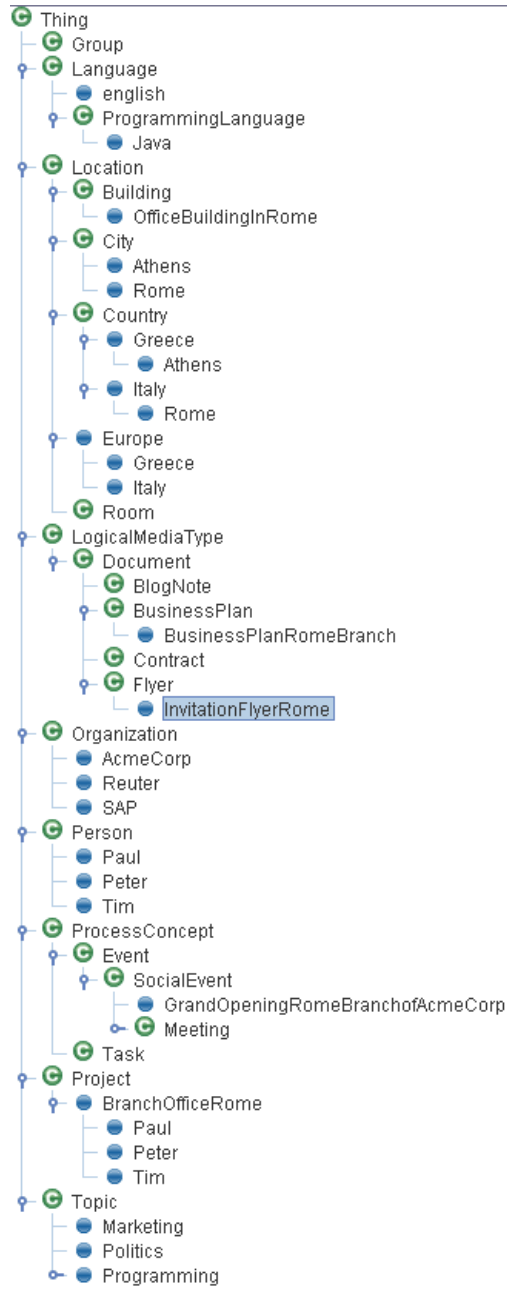 Thing
Group
Language
english
ProgrammingLanguage
Java
Location
Building
OfficeBuildingInRome
City
Athens
Rome
Country
Greece
Athens
Italy
Rome
Europe
Greece
Italy
Room
LogicalMediaType
Document
BlogNote
BusinessPlan
BusinessPlanRomeBranch
Contract
Flyer
InvitationFlyerRome
Organization
AcmeCorp
Reuter
SAP
Person
Paul
Peter
Tim
ProcessConcept
Event
SocialEvent
GrandOpeningRomeBranchofAcmeCorp
Meeting
Task
Project
BranchOfficeRome
Paul
Peter
Tim
Topic
Marketing
Politics
Programming